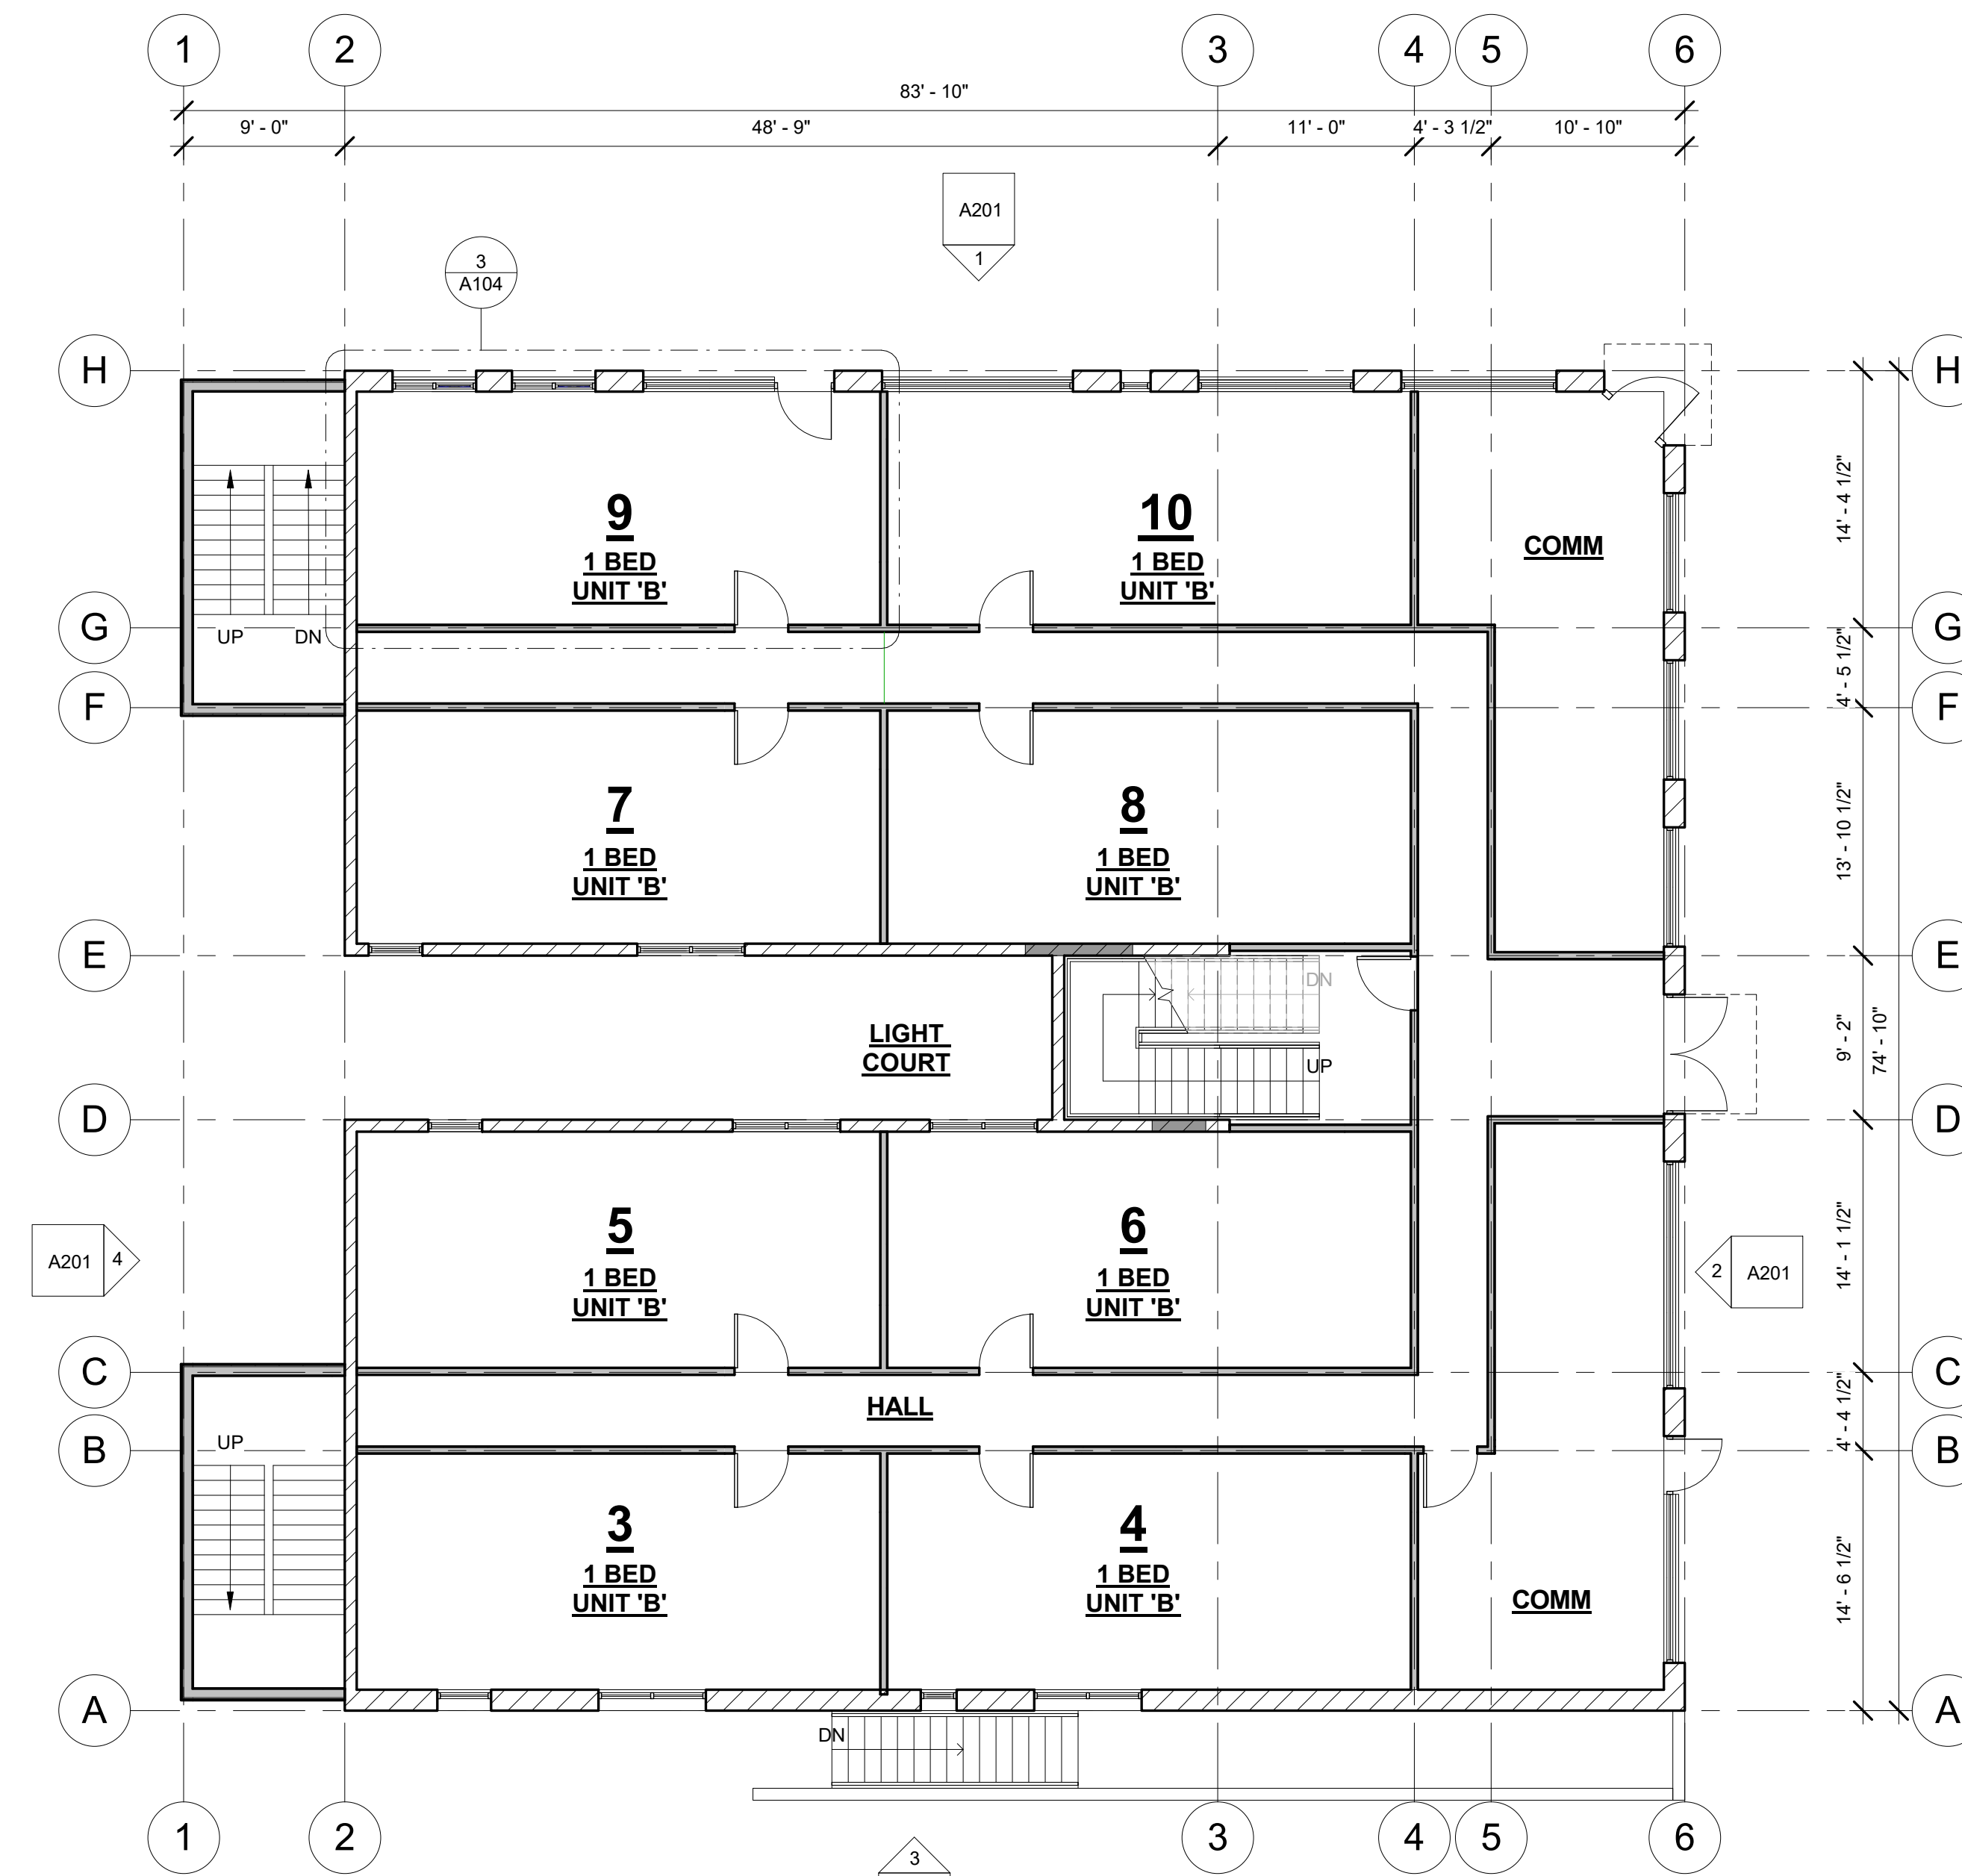 1 2 3 4 5 6
83' - 10"
9' - 0" 48' - 9" 11' - 0" 4' - 3 1/2" 10' - 10"
A201
1
3
A104
H H
9
1 BED
UNIT 'B'
10
1 BED
UNIT 'B'
COMM
14' - 4 1/2"
G G
UP DN
4' - 5 1/2"
F F
7
1 BED
UNIT 'B'
8
1 BED
UNIT 'B'
13' - 10 1/2"
E E
DN
LIGHT
COURT
UP
9' - 2"
74' - 10"
D D
5
1 BED
UNIT 'B'
6
1 BED
UNIT 'B'
14' - 1 1/2"
A201 4
2 A201
C C
HALL
4' - 4 1/2"
B B
UP
3
1 BED
UNIT 'B'
4
1 BED
UNIT 'B'
COMM
14' - 6 1/2"
A A
DN
1 2 3 4 5 6
3